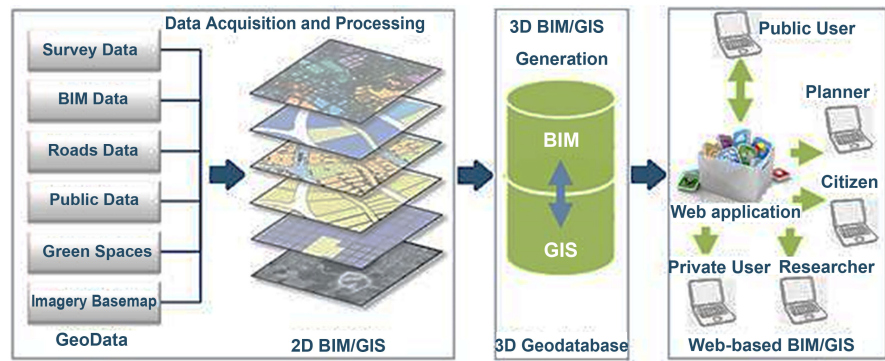 Data Acquisition and Processing
Survey Data
BIM Data
Roads Data
Public Data
Green Spaces
Imagery Basemap
GeoData
2D BIM/GIS
3D BIM/GIS
Generation
BIM
GIS
3D Geodatabase
Public User
Planner
Citizen
Web application
Private User
Researcher
Web-based BIM/GIS